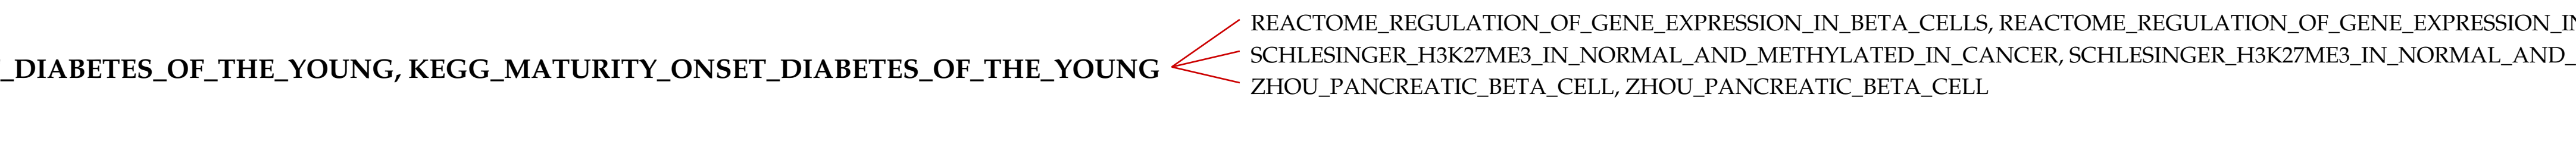 _DIABETES_OF_THE_YOUNG, KEGG_MATURITY_ONSET_DIABETES_OF_THE_YOUNG
REACTOME_REGULATION_OF_GENE_EXPRESSION_IN_BETA_CELLS, REACTOME_REGULATION_OF_GENE_EXPRESSION_IN
SCHLESINGER_H3K27ME3_IN_NORMAL_AND_METHYLATED_IN_CANCER, SCHLESINGER_H3K27ME3_IN_NORMAL_AND_
ZHOU_PANCREATIC_BETA_CELL, ZHOU_PANCREATIC_BETA_CELL